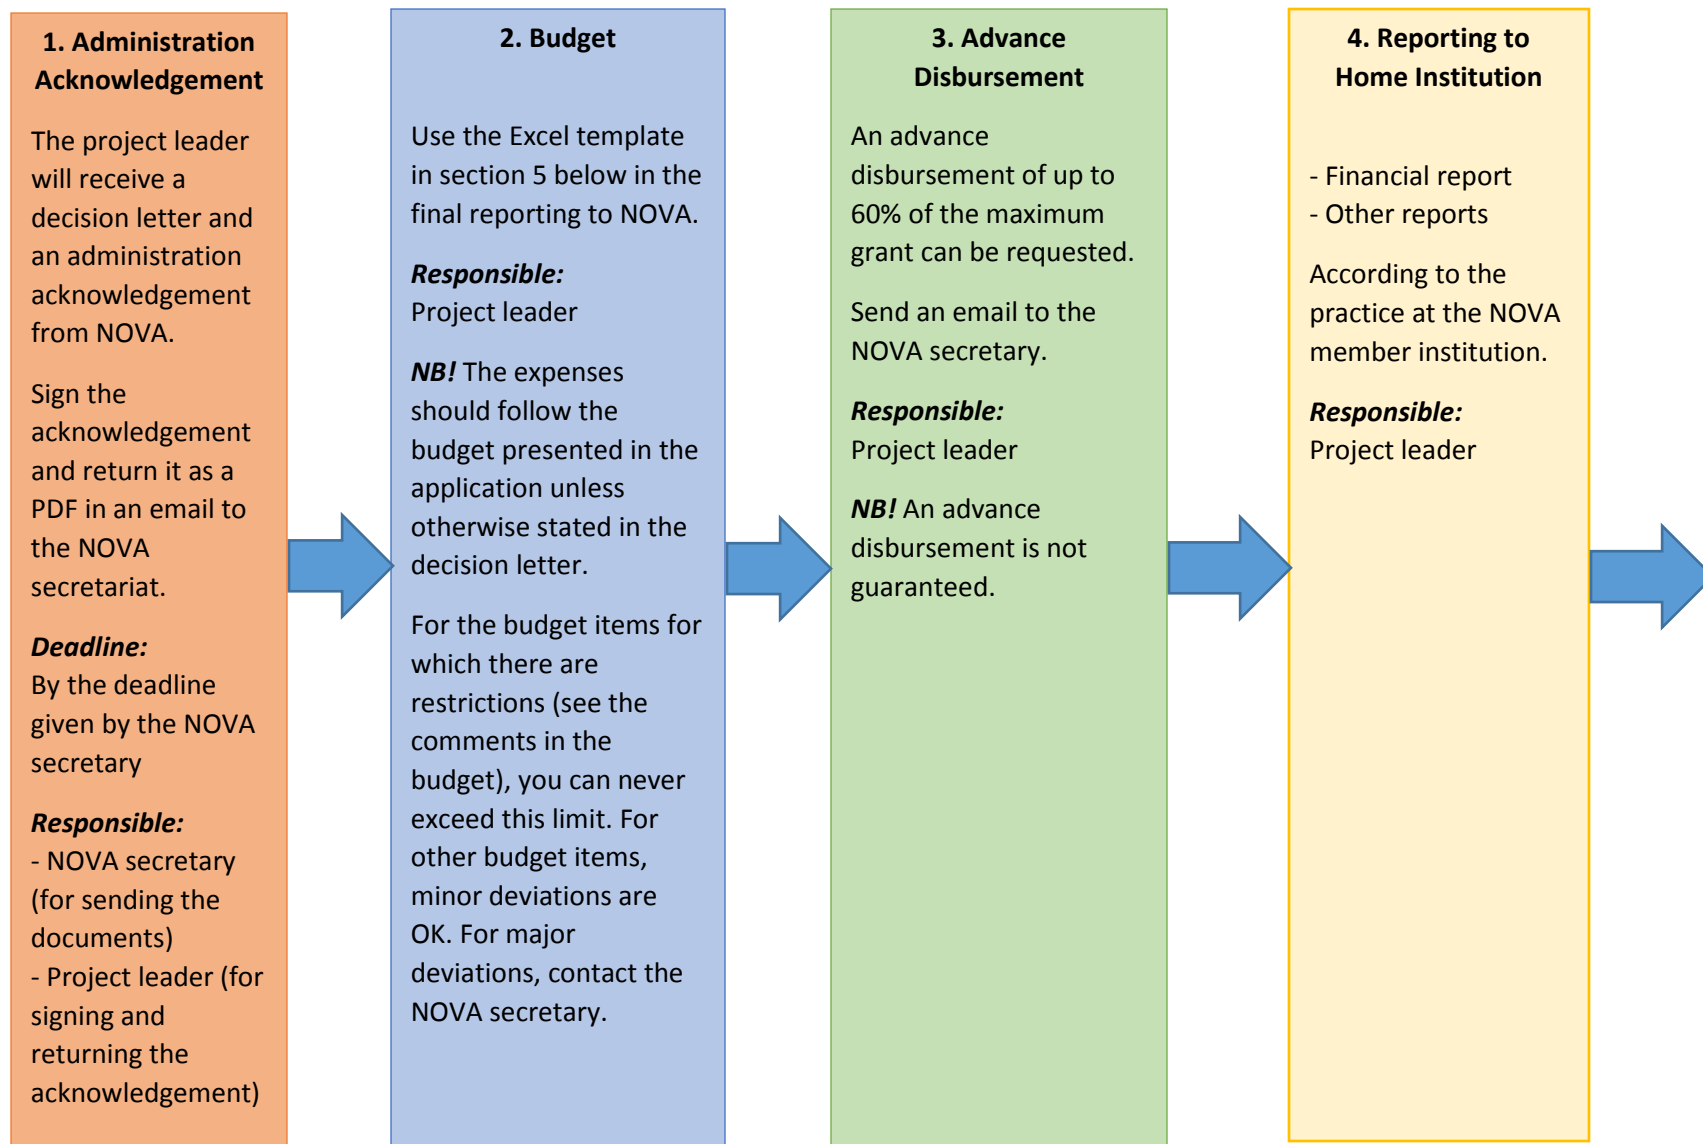 1. Administration
Acknowledgement
The project leader
will receive a
decision letter and
an administration
acknowledgement
from NOVA.
Sign the
acknowledgement
and return it as a
PDF in an email to
the NOVA
secretariat.
Deadline:
By the deadline
given by the NOVA
secretary
Responsible:
- NOVA secretary
(for sending the
documents)
- Project leader (for
signing and
returning the
acknowledgement)
2. Budget
Use the Excel template
in section 5 below in the
final reporting to NOVA.
Responsible:
Project leader
NB! The expenses
should follow the
budget presented in the
application unless
otherwise stated in the
decision letter.
For the budget items for
which there are
restrictions (see the
comments in the
budget), you can never
exceed this limit. For
other budget items,
minor deviations are
OK. For major
deviations, contact the
NOVA secretary.
3. Advance
Disbursement
An advance
disbursement of up to
60% of the maximum
grant can be requested.
Send an email to the
NOVA secretary.
Responsible:
Project leader
NB! An advance
disbursement is not
guaranteed.
4. Reporting to
Home Institution
- Financial report
- Other reports
According to the
practice at the NOVA
member institution.
Responsible:
Project leader